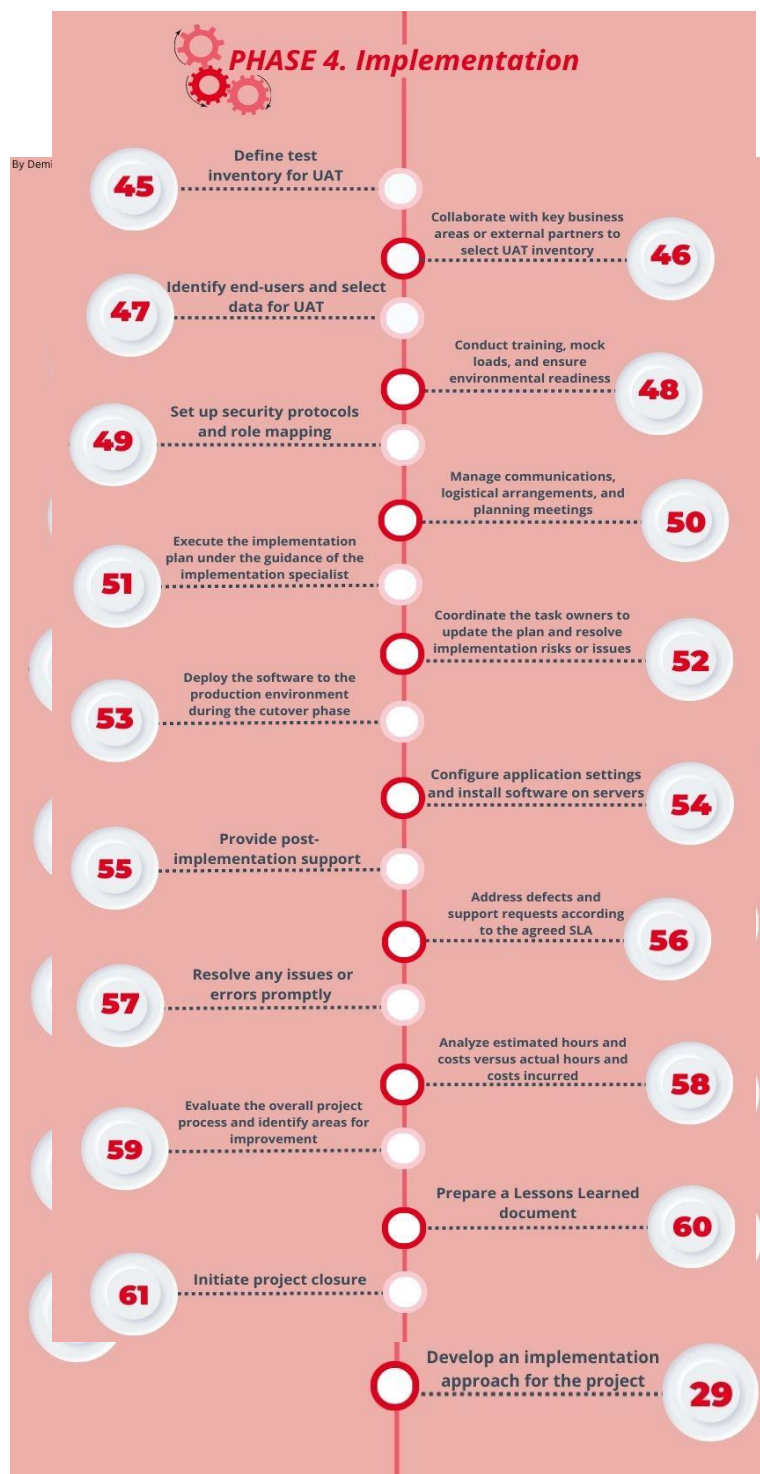 PHASE 4. Implementation
By Demi
45
Define test
inventory for UAT
Collaborate with key business
areas or external partners to
select UAT inventory
46
47
Identify end-users and select
data for UAT
Conduct training, mock
loads, and ensure
environmental readiness
48
49
Set up security protocols
and role mapping
Manage communications,
logistical arrangements, and
planning meetings
50
51
Execute the implementation
plan under the guidance of the
implementation specialist
Coordinate the task owners to
update the plan and resolve
implementation risks or issues
52
53
Deploy the software to the
production environment
during the cutover phase
Configure application settings
and install software on servers
54
55
Provide post-
implementation support
Address defects and
support requests according
to the agreed SLA
56
57
Resolve any issues or
errors promptly
Analyze estimated hours and
costs versus actual hours and
costs incurred
58
59
Evaluate the overall project
process and identify areas for
improvement
Prepare a Lessons Learned
document
60
61
Initiate project closure
Develop an implementation
approach for the project
29